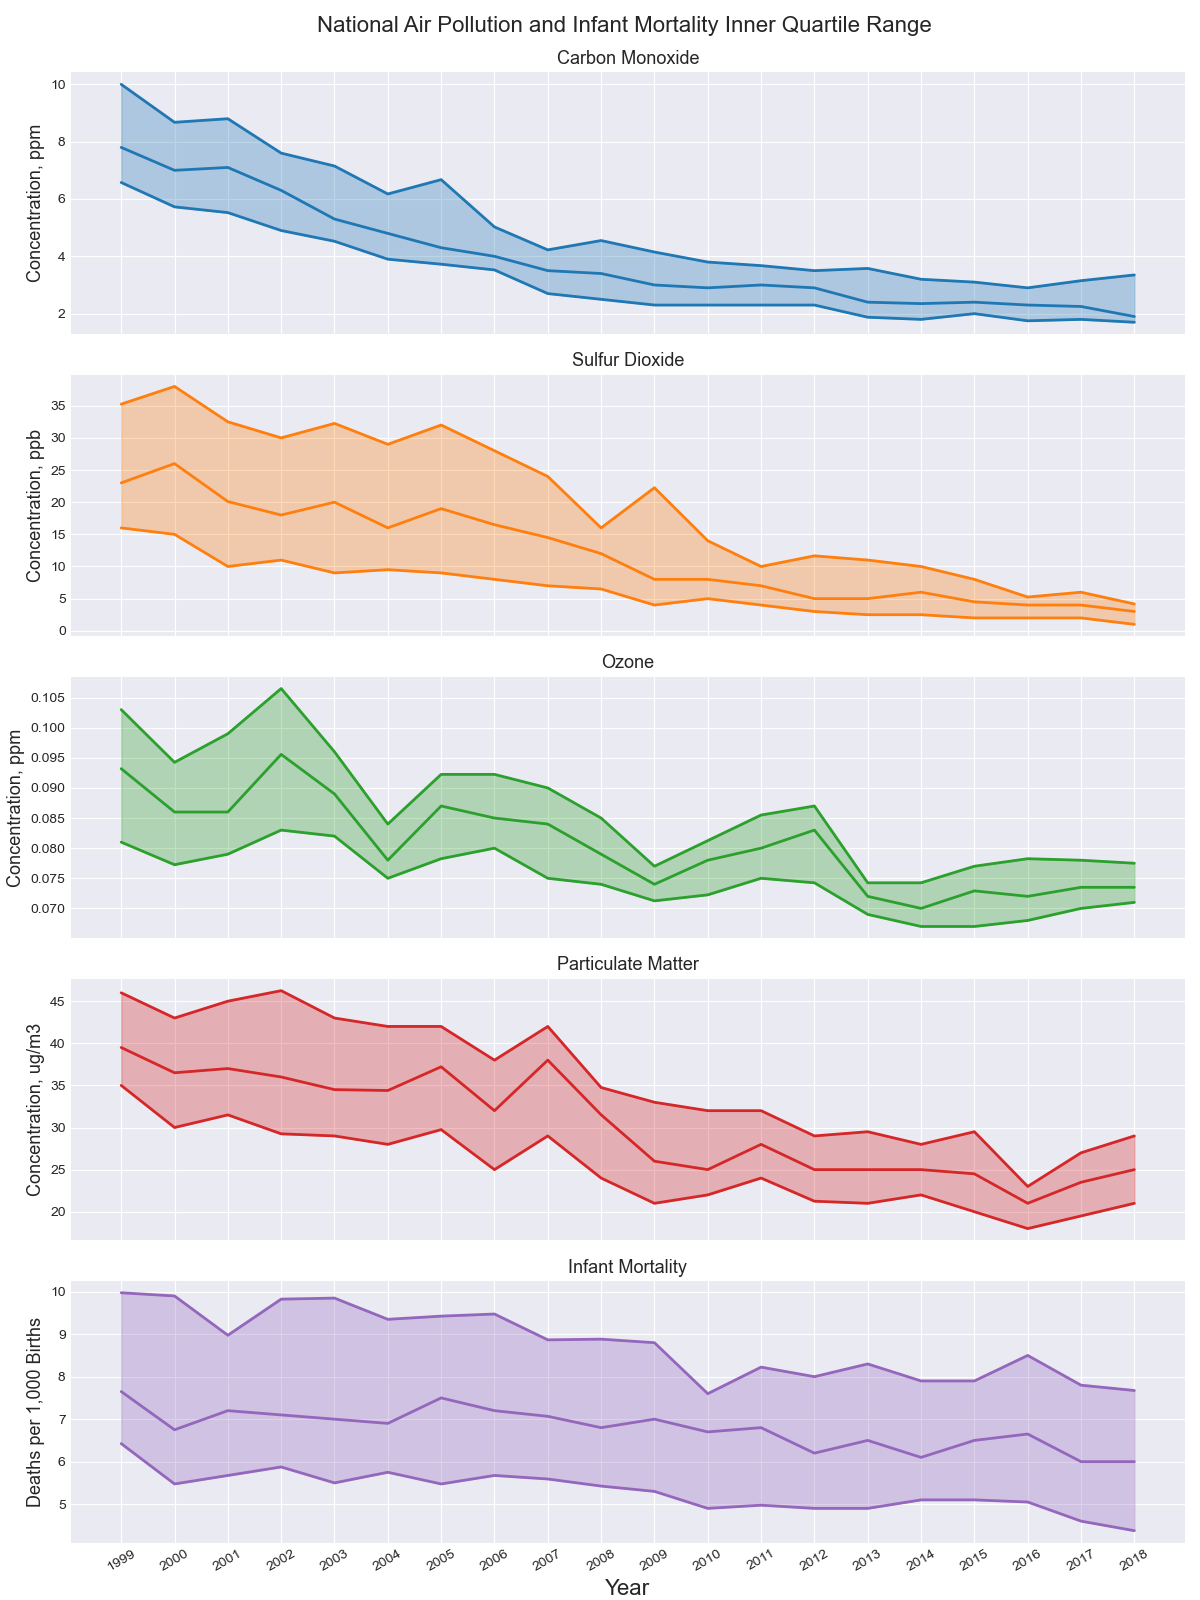 National Air Pollution and Infant Mortality Inner Quartile Range
Carbon Monoxide
Concentration, ppm
10
8
6
4
2
Sulfur Dioxide
Concentration, ppb
35
30
25
20
15
10
5
0
Ozone
Concentration, ppm
0.105
0.100
0.095
0.090
0.085
0.080
0.075
0.070
Particulate Matter
Concentration, ug/m3
45
40
35
30
25
20
Infant Mortality
Deaths per 1,000 Births
10
9
8
7
6
5
1999 2000 2001 2002 2003 2004 2005 2006 2007 2008 2009 2010 2011 2012 2013 2014 2015 2016 2017 2018
Year